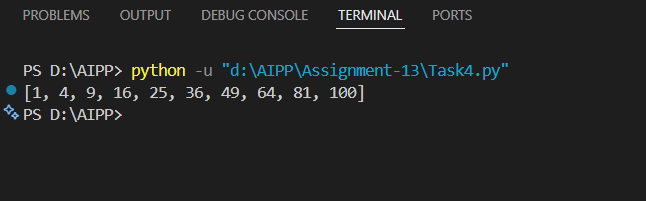 PROBLEMS OUTPUT DEBUG CONSOLE TERMINAL PORTS
PS D:\AIPP> python -u "d:\AIPP\Assignment-13\Task4.py"
[1, 4, 9, 16, 25, 36, 49, 64, 81, 100]
PS D:\AIPP>